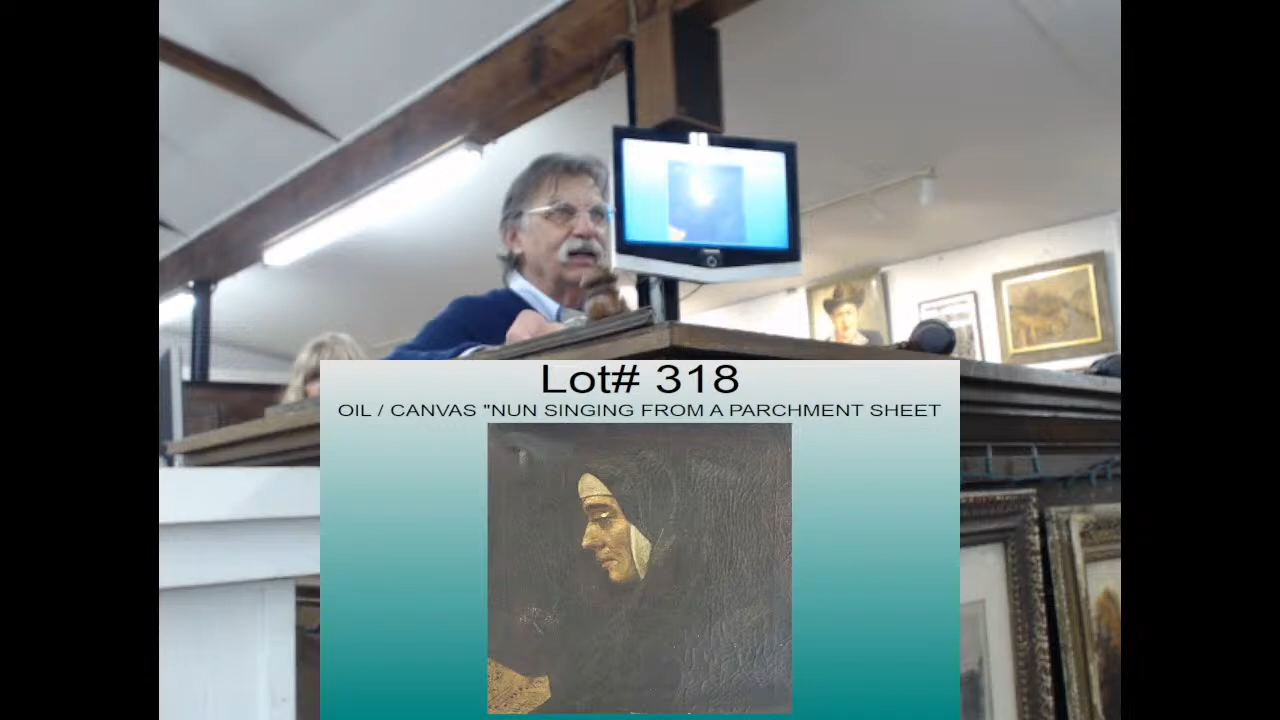 Lot# 318
OIL / CANVAS "NUN SINGING FROM A PARCHMENT SHEET